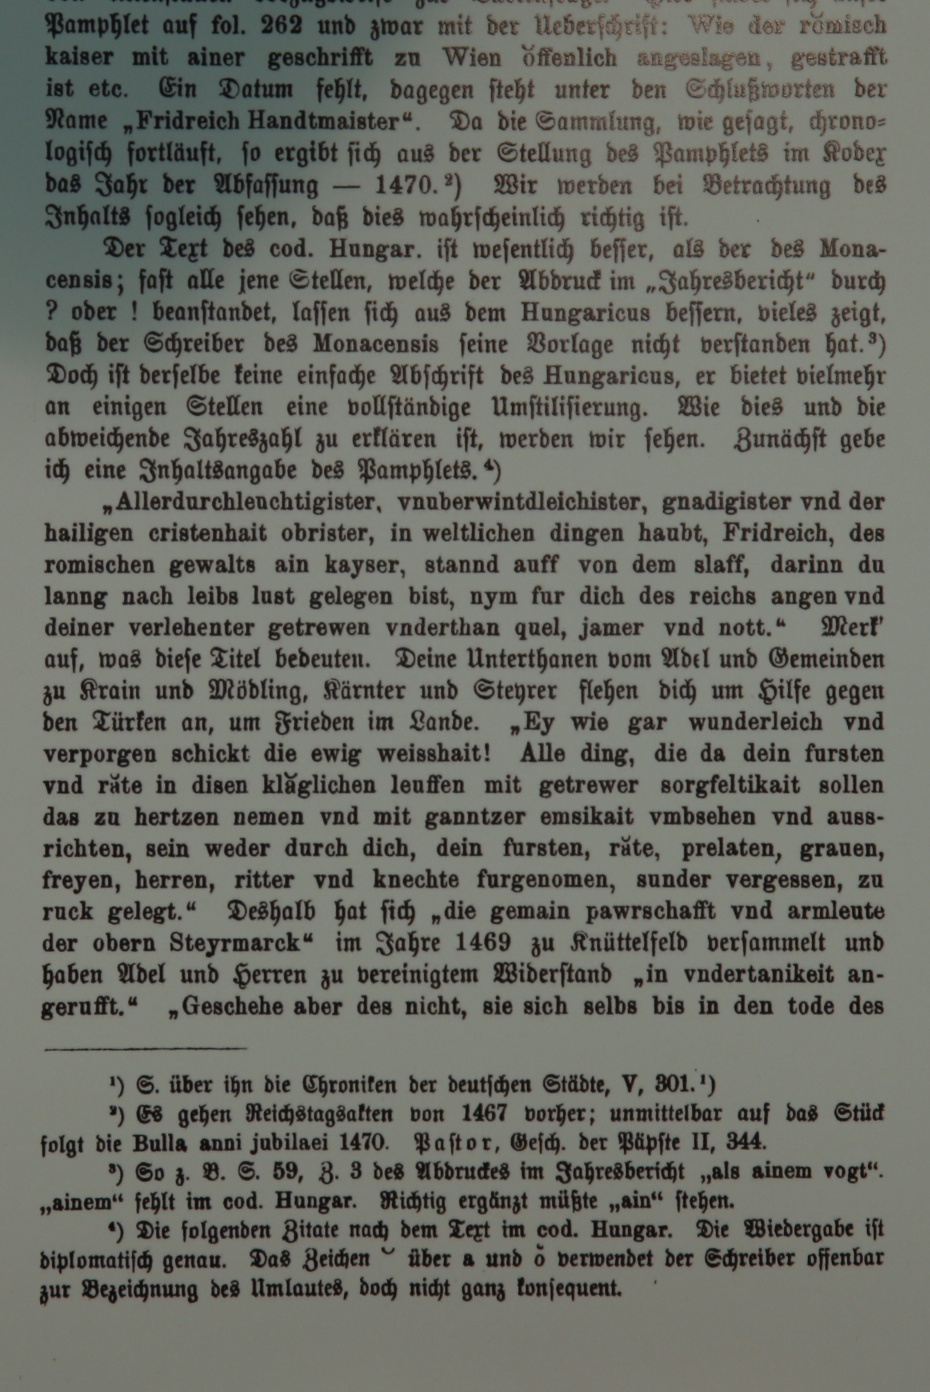 Pamphlet auf fol. 262 und zwar mit der Ueberschrift: Wie der rŏmisch
kaiser mit ainer geschrifft zu Wien ŏffenlich angeslagen, gestrafft
ist etc. Ein Datum fehlt, dagegen steht unter den Schlußworten der
Name „Fridreich Handtmaister“. Da die Sammlung, wie gesagt, chrono-
logisch fortläuft, so ergibt sich aus der Stellung des Pamphlets im Kodex
das Jahr der Abfassung — 1470.²) Wir werden bei Betrachtung des
Inhalts sogleich sehen, daß dies wahrscheinlich richtig ist.
Der Text des cod. Hungar. ist wesentlich besser, als der des Mona-
censis; fast alle jene Stellen, welche der Abdruck im „Jahresbericht“ durch
? oder ! beanstandet, lassen sich aus dem Hungaricus bessern, vieles zeigt,
daß der Schreiber des Monacensis seine Vorlage nicht verstanden hat.³)
Doch ist derselbe keine einfache Abschrift des Hungaricus, er bietet vielmehr
an einigen Stellen eine vollständige Umstilisierung. Wie dies und die
abweichende Jahreszahl zu erklären ist, werden wir sehen. Zunächst gebe
ich eine Inhaltsangabe des Pamphlets.⁴)
„Allerdurchleuchtigister, vnuberwintdleichister, gnadigister vnd der
hailigen cristenhait obrister, in weltlichen dingen haubt, Fridreich, des
romischen gewalts ain kayser, stannd auff von dem slaff, darinn du
lanng nach leibs lust gelegen bist, nym fur dich des reichs angen vnd
deiner verlehenter getrewen vnderthan quel, jamer vnd nott.“ Merk'
auf, was diese Titel bedeuten. Deine Unterthanen vom Adel und Gemeinden
zu Krain und Mödling, Kärnter und Steyrer flehen dich um Hilfe gegen
den Türken an, um Frieden im Lande. „Ey wie gar wunderleich vnd
verporgen schickt die ewig weisshait! Alle ding, die da dein fursten
vnd răte in disen klăglichen leuffen mit getrewer sorgfeltikait sollen
das zu hertzen nemen vnd mit ganntzer emsikait vmbsehen vnd auss-
richten, sein weder durch dich, dein fursten, răte, prelaten, grauen,
freyen, herren, ritter vnd knechte furgenomen, sunder vergessen, zu
ruck gelegt.“ Deshalb hat sich „die gemain pawrschafft vnd armleute
der obern Steyrmarck“ im Jahre 1469 zu Knüttelfeld versammelt und
haben Adel und Herren zu vereinigtem Widerstand „in vndertanikeit an-
gerufft.“ „Geschehe aber des nicht, sie sich selbs bis in den tode des
¹) S. über ihn die Chroniken der deutschen Städte, V, 301.¹)
²) Es gehen Reichstagsakten von 1467 vorher; unmittelbar auf das Stück
folgt die Bulla anni jubilaei 1470. Pastor, Gesch. der Päpste II, 344.
³) So z. B. S. 59, Z. 3 des Abdruckes im Jahresbericht „als ainem vogt“.
„ainem“ fehlt im cod. Hungar. Richtig ergänzt müßte „ain“ stehen.
⁴) Die folgenden Zitate nach dem Text im cod. Hungar. Die Wiedergabe ist
diplomatisch genau. Das Zeichen ˘ über a und ŏ verwendet der Schreiber offenbar
zur Bezeichnung des Umlautes, doch nicht ganz konsequent.